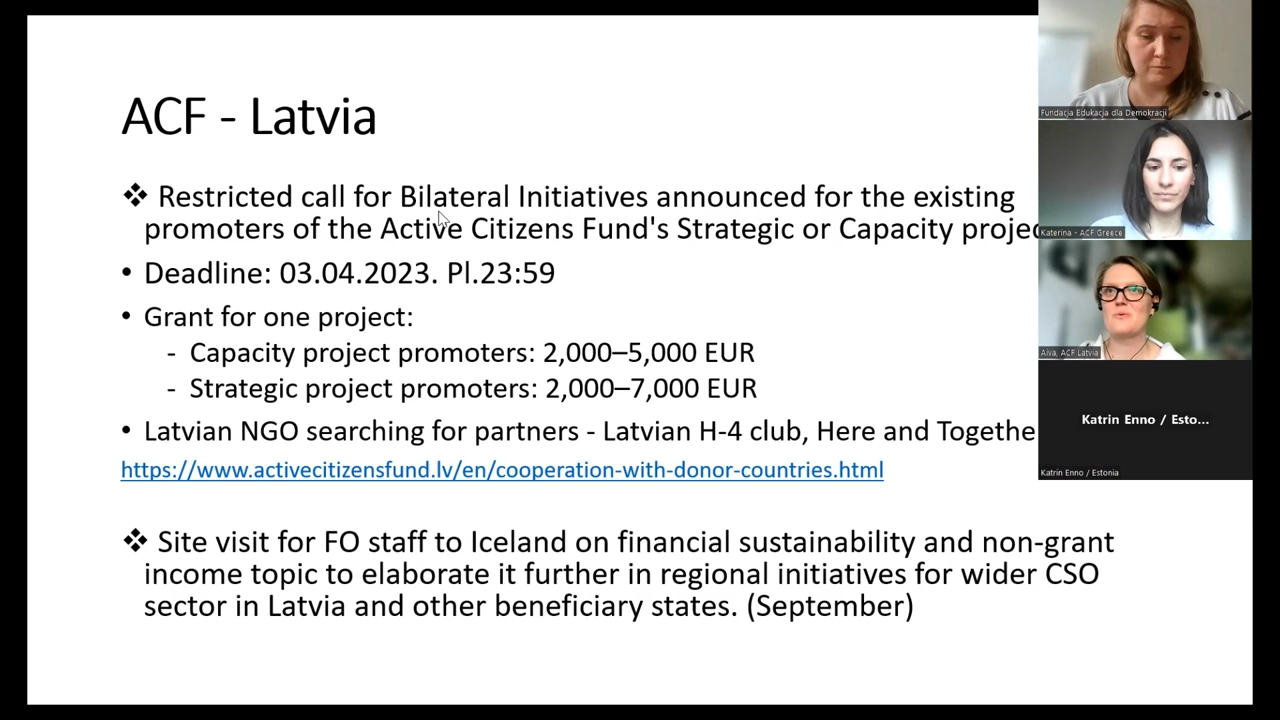 ACF - Latvia
❖ Restricted call for Bilateral Initiatives announced for the existing
promoters of the Active Citizens Fund's Strategic or Capacity
• Deadline: 03.04.2023. Pl.23:59
• Grant for one project:
- Capacity project promoters: 2,000–5,000 EUR
- Strategic project promoters: 2,000–7,000 EUR
• Latvian NGO searching for partners - Latvian H-4 club, Here and
https://www.activecitizensfund.lv/en/cooperation-with-donor-countries.html
❖ Site visit for FO staff to Iceland on financial sustainability and non-grant
income topic to elaborate it further in regional initiatives for wider CSO
sector in Latvia and other beneficiary states. (September)
Fundacja Edukacja dla Demokracji
Katerina - ACF Greece
ACF Latvia
Katrin Enno / Esto...
Katrin Enno / Estonia